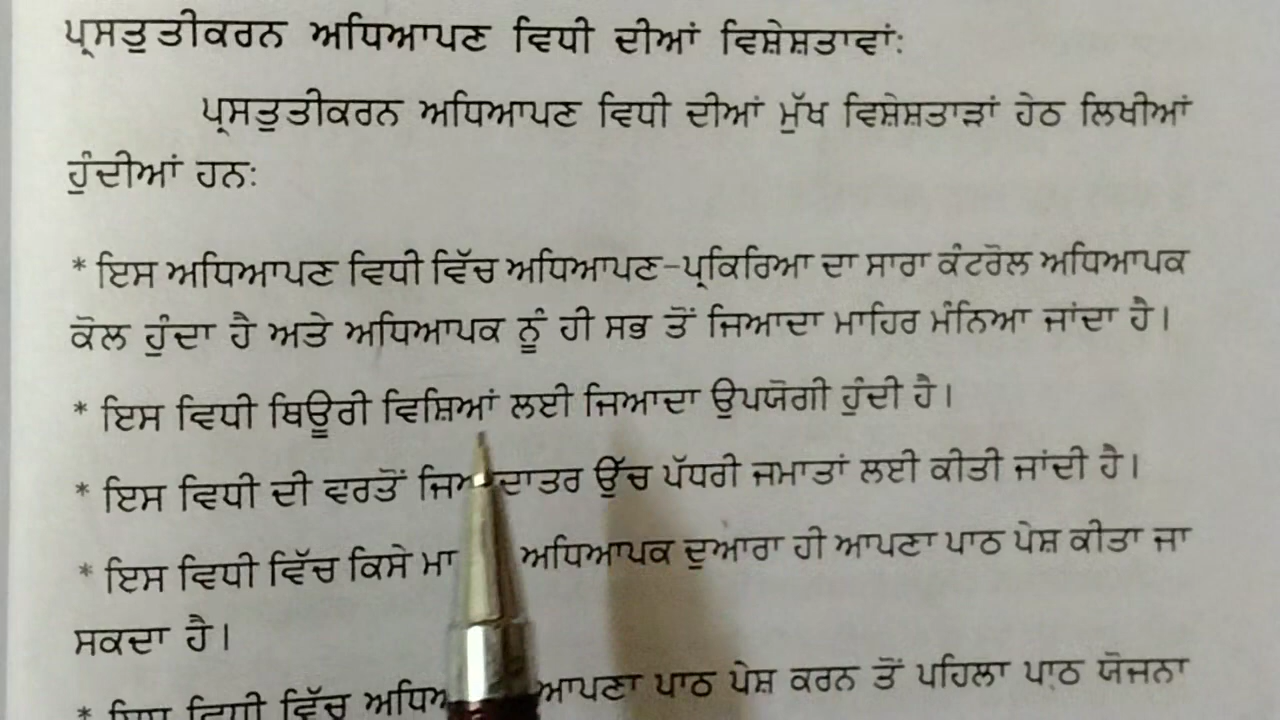 ਪ੍ਰਸਤੁਤੀਕਰਨ ਅਧਿਆਪਣ ਵਿਧੀ ਦੀਆਂ ਵਿਸ਼ੇਸ਼ਤਾਵਾਂ:
ਪ੍ਰਸਤੁਤੀਕਰਨ ਅਧਿਆਪਣ ਵਿਧੀ ਦੀਆਂ ਮੁੱਖ ਵਿਸ਼ੇਸ਼ਤਾੜਾਂ ਹੇਠ ਲਿਖੀਆਂ
ਹੁੰਦੀਆਂ ਹਨ:
* ਇਸ ਅਧਿਆਪਣ ਵਿਧੀ ਵਿੱਚ ਅਧਿਆਪਣ-ਪ੍ਰਕਿਰਿਆ ਦਾ ਸਾਰਾ ਕੰਟਰੋਲ ਅਧਿਆਪਕ
ਕੋਲ ਹੁੰਦਾ ਹੈ ਅਤੇ ਅਧਿਆਪਕ ਨੂੰ ਹੀ ਸਭ ਤੋਂ ਜਿਆਦਾ ਮਾਹਿਰ ਮੰਨਿਆ ਜਾਂਦਾ ਹੈ।
* ਇਸ ਵਿਧੀ ਥਿਊਰੀ ਵਿਸ਼ਿਆਂ ਲਈ ਜਿਆਦਾ ਉਪਯੋਗੀ ਹੁੰਦੀ ਹੈ।
* ਇਸ ਵਿਧੀ ਦੀ ਵਰਤੋਂ ਜਿਆਦਾਤਰ ਉੱਚ ਪੱਧਰੀ ਜਮਾਤਾਂ ਲਈ ਕੀਤੀ ਜਾਂਦੀ ਹੈ।
* ਇਸ ਵਿਧੀ ਵਿੱਚ ਕਿਸੇ ਅਧਿਆਪਕ ਦੁਆਰਾ ਹੀ ਆਪਣਾ ਪਾਠ ਪੇਸ਼ ਕੀਤਾ ਜਾ
ਸਕਦਾ ਹੈ।
* ਇਸ ਵਿਧੀ ਵਿੱਚ ਆਪਣਾ ਪਾਠ ਪੇਸ਼ ਕਰਨ ਤੋਂ ਪਹਿਲਾ ਪਾਠ ਯੋਜਨਾ